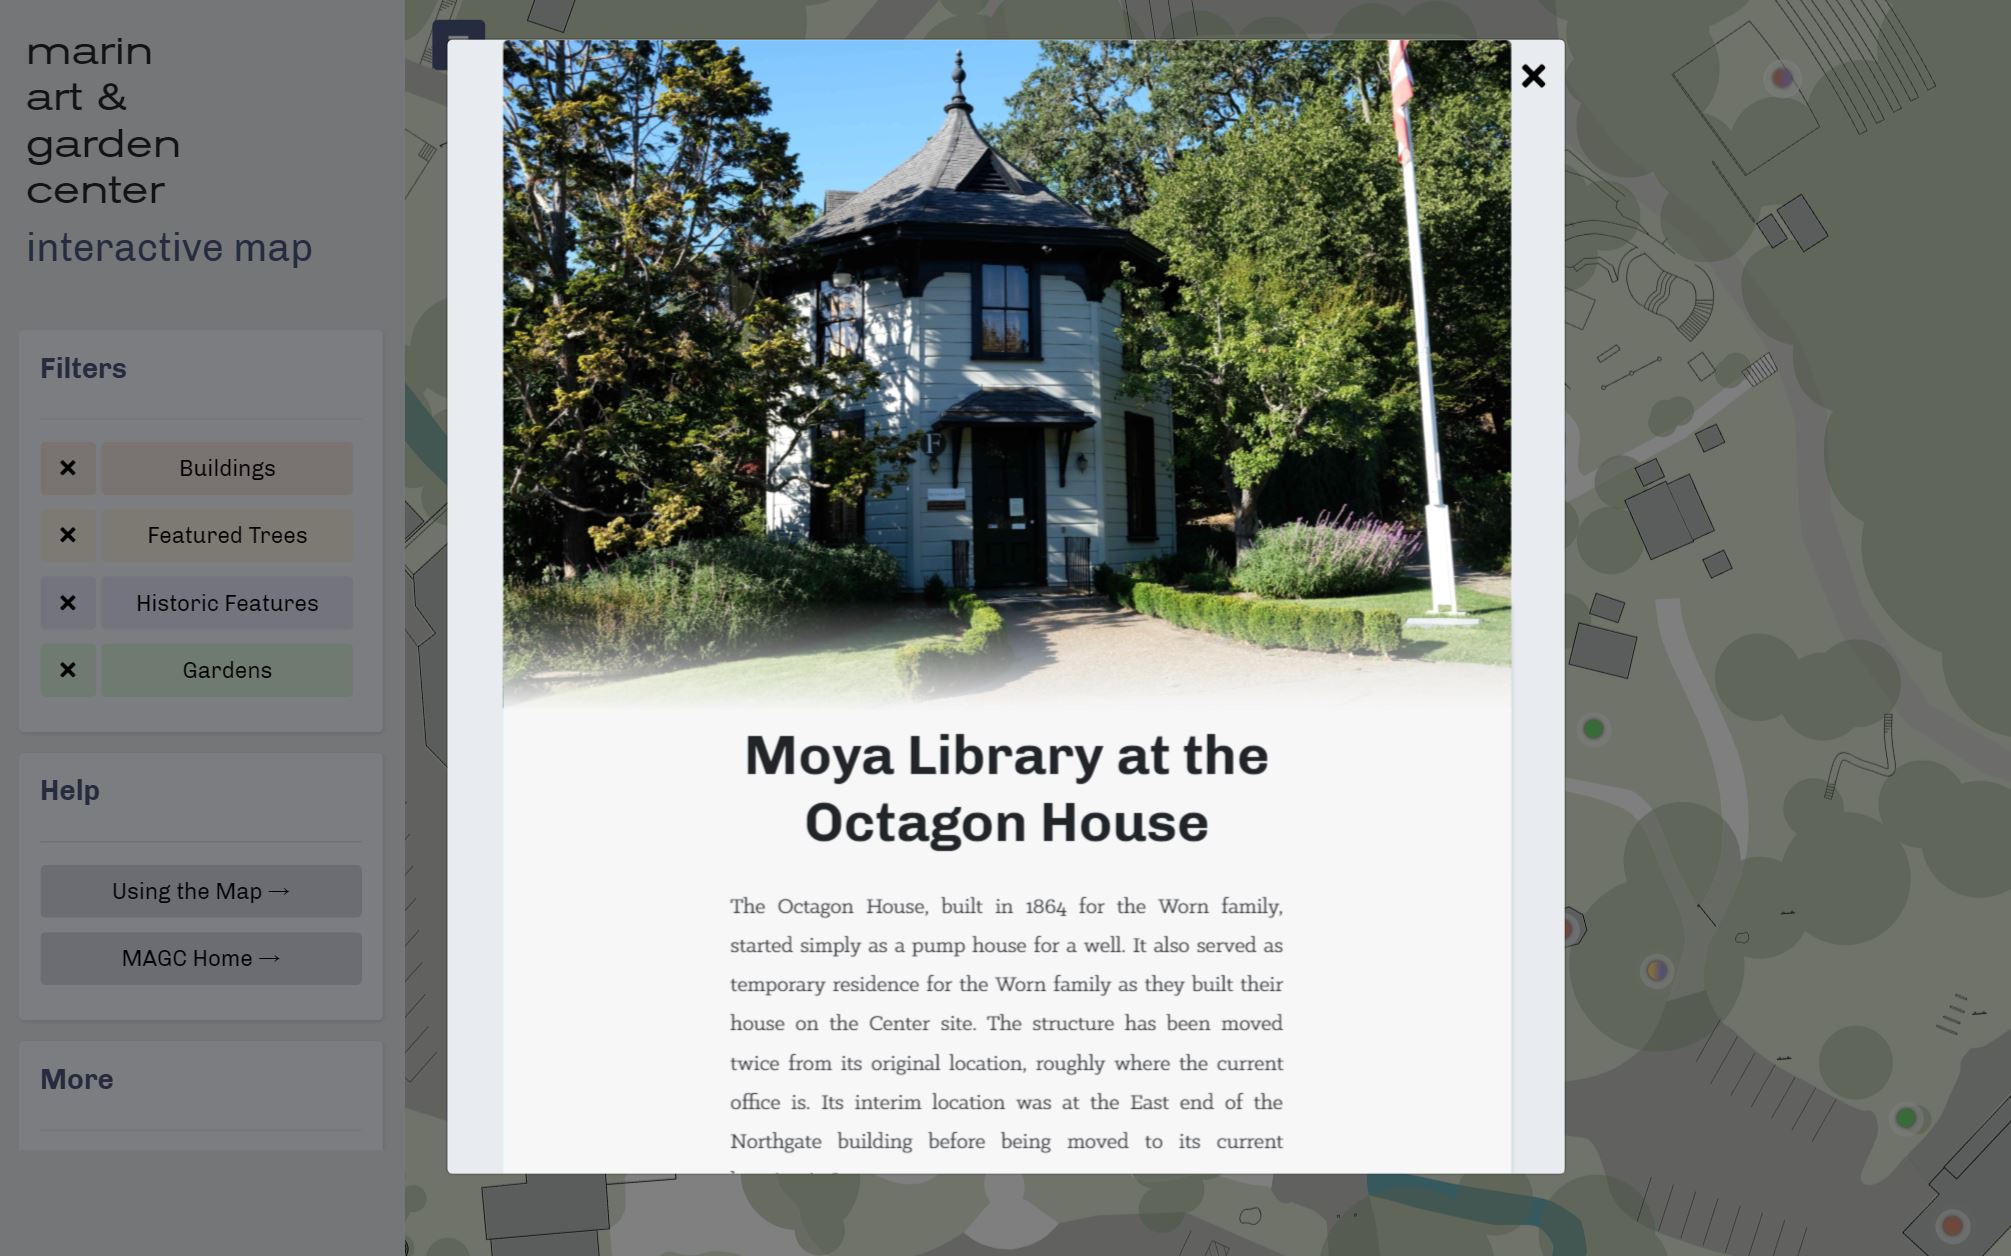 marin
art &
garden
center
interactive map
Filters
× Buildings
× Featured Trees
× Historic Features
× Gardens
Help
Using the Map →
MAGC Home →
More
×
F
Moya Library at the
Octagon House
The Octagon House, built in 1864 for the Worn family,
started simply as a pump house for a well. It also served as
temporary residence for the Worn family as they built their
house on the Center site. The structure has been moved
twice from its original location, roughly where the current
office is. Its interim location was at the East end of the
Northgate building before being moved to its current